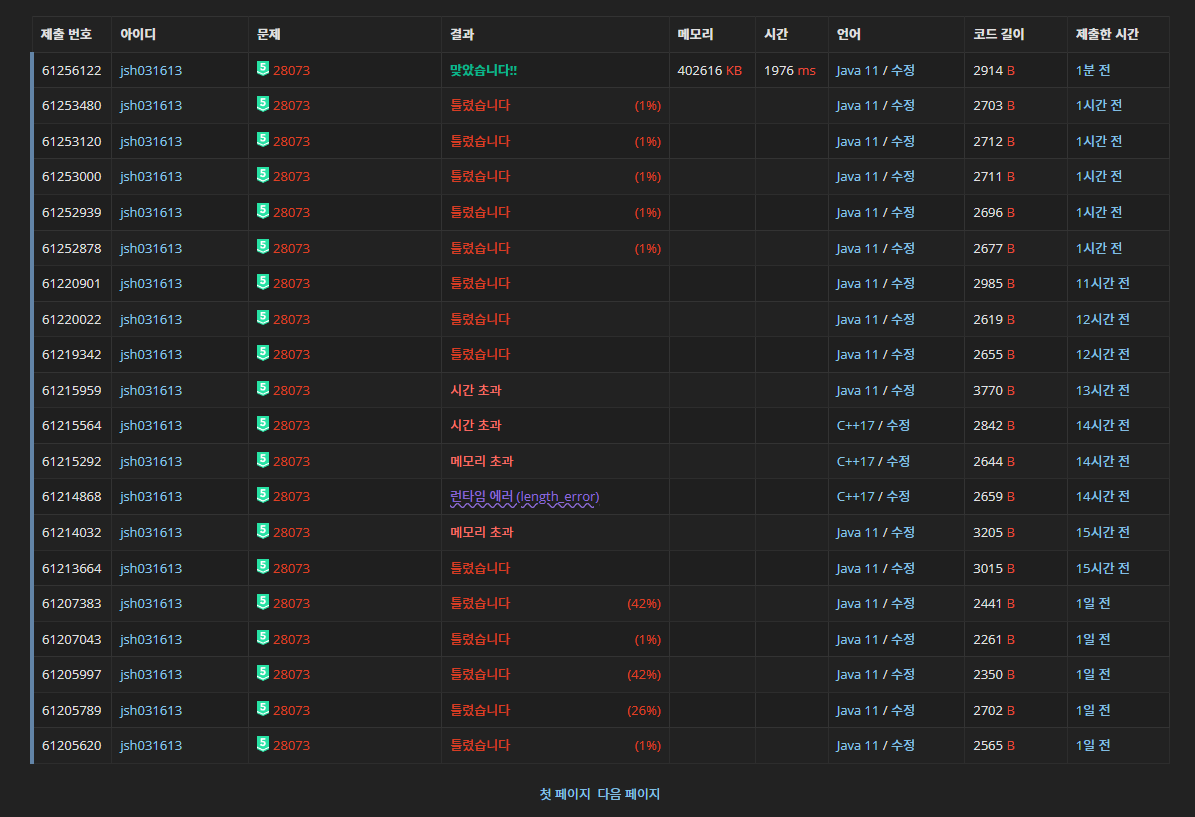 제출 번호 아이디 문제 결과 메모리 시간 언어 코드 길이 제출한 시간
61256122 jsh031613 5 28073 맞았습니다!! 402616 KB 1976 ms Java 11 / 수정 2914 B 1분 전
61253480 jsh031613 5 28073 틀렸습니다 (1%) Java 11 / 수정 2703 B 1시간 전
61253120 jsh031613 5 28073 틀렸습니다 (1%) Java 11 / 수정 2712 B 1시간 전
61253000 jsh031613 5 28073 틀렸습니다 (1%) Java 11 / 수정 2711 B 1시간 전
61252939 jsh031613 5 28073 틀렸습니다 (1%) Java 11 / 수정 2696 B 1시간 전
61252878 jsh031613 5 28073 틀렸습니다 (1%) Java 11 / 수정 2677 B 1시간 전
61220901 jsh031613 5 28073 틀렸습니다 Java 11 / 수정 2985 B 11시간 전
61220022 jsh031613 5 28073 틀렸습니다 Java 11 / 수정 2619 B 12시간 전
61219342 jsh031613 5 28073 틀렸습니다 Java 11 / 수정 2655 B 12시간 전
61215959 jsh031613 5 28073 시간 초과 Java 11 / 수정 3770 B 13시간 전
61215564 jsh031613 5 28073 시간 초과 C++17 / 수정 2842 B 14시간 전
61215292 jsh031613 5 28073 메모리 초과 C++17 / 수정 2644 B 14시간 전
61214868 jsh031613 5 28073 런타임 에러 (length_error) C++17 / 수정 2659 B 14시간 전
61214032 jsh031613 5 28073 메모리 초과 Java 11 / 수정 3205 B 15시간 전
61213664 jsh031613 5 28073 틀렸습니다 Java 11 / 수정 3015 B 15시간 전
61207383 jsh031613 5 28073 틀렸습니다 (42%) Java 11 / 수정 2441 B 1일 전
61207043 jsh031613 5 28073 틀렸습니다 (1%) Java 11 / 수정 2261 B 1일 전
61205997 jsh031613 5 28073 틀렸습니다 (42%) Java 11 / 수정 2350 B 1일 전
61205789 jsh031613 5 28073 틀렸습니다 (26%) Java 11 / 수정 2702 B 1일 전
61205620 jsh031613 5 28073 틀렸습니다 (1%) Java 11 / 수정 2565 B 1일 전
첫 페이지 다음 페이지